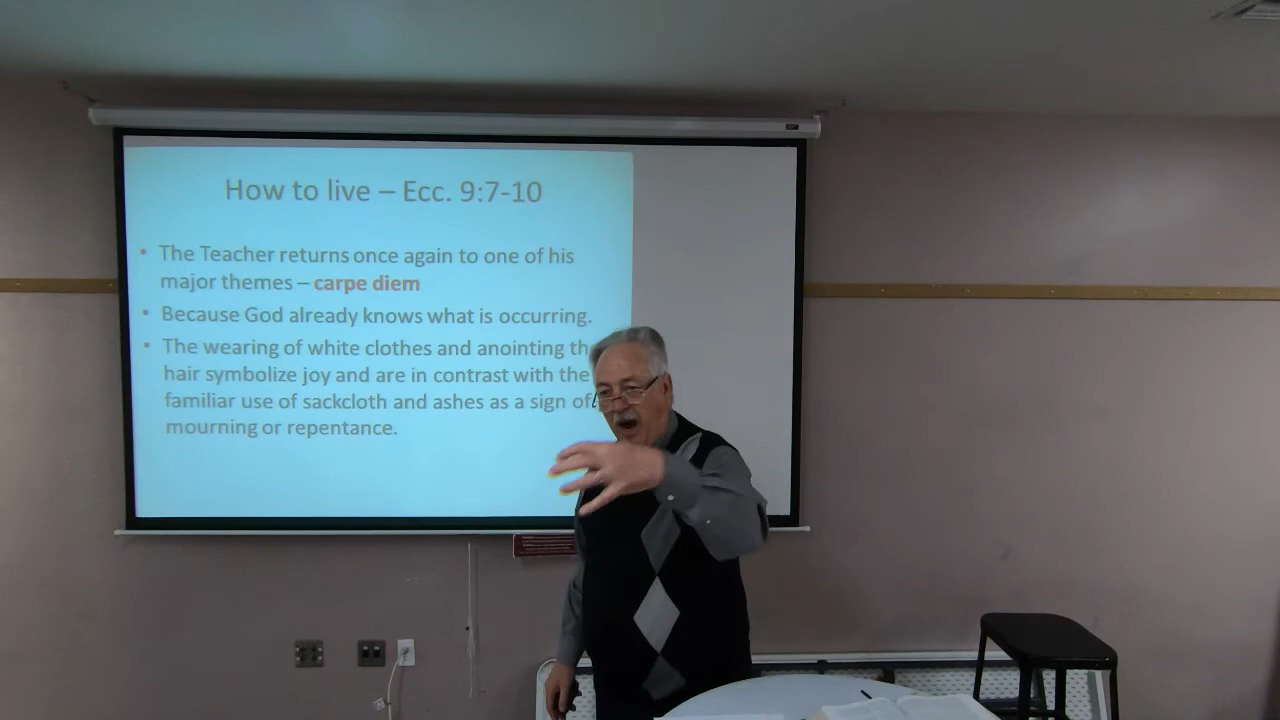 How to live – Ecc. 9:7-10
• The Teacher returns once again to one of his
major themes – carpe diem
• Because God already knows what is occurring.
• The wearing of white clothes and anointing th
hair symbolize joy and are in contrast with the
familiar use of sackcloth and ashes as a sign of
mourning or repentance.